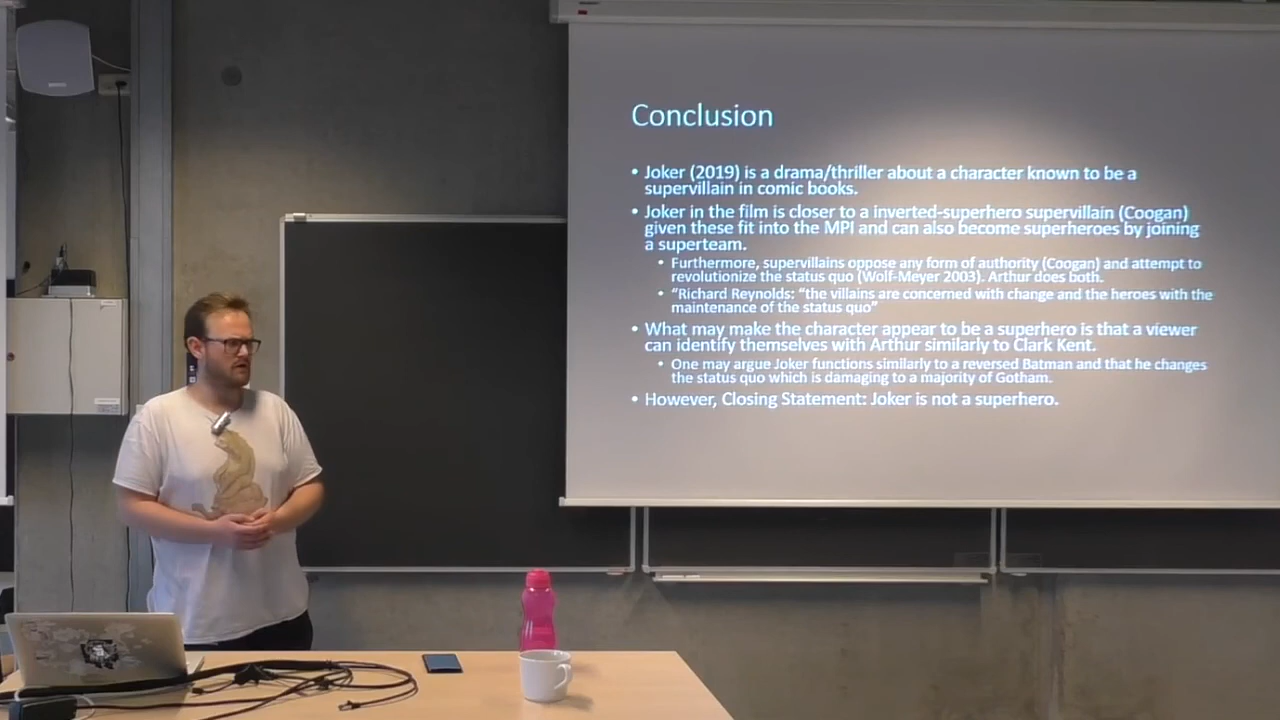 Conclusion
• Joker (2019) is a drama/thriller about a character known to be a
supervillain in comic books.
• Joker in the film is closer to a inverted-superhero supervillain (Coogan)
given these fit into the MPI and can also become superheroes by joining
a superteam.
• Furthermore, supervillains oppose any form of authority (Coogan) and attempt to
revolutionize the status quo (Wolf-Meyer 2003). Arthur does both.
• “Richard Reynolds: “the villains are concerned with change and the heroes with the
maintenance of the status quo”
• What may make the character appear to be a superhero is that a viewer
can identify themselves with Arthur similarly to Clark Kent.
• One may argue Joker functions similarly to a reversed Batman and that he changes
the status quo which is damaging to a majority of Gotham.
• However, Closing Statement: Joker is not a superhero.